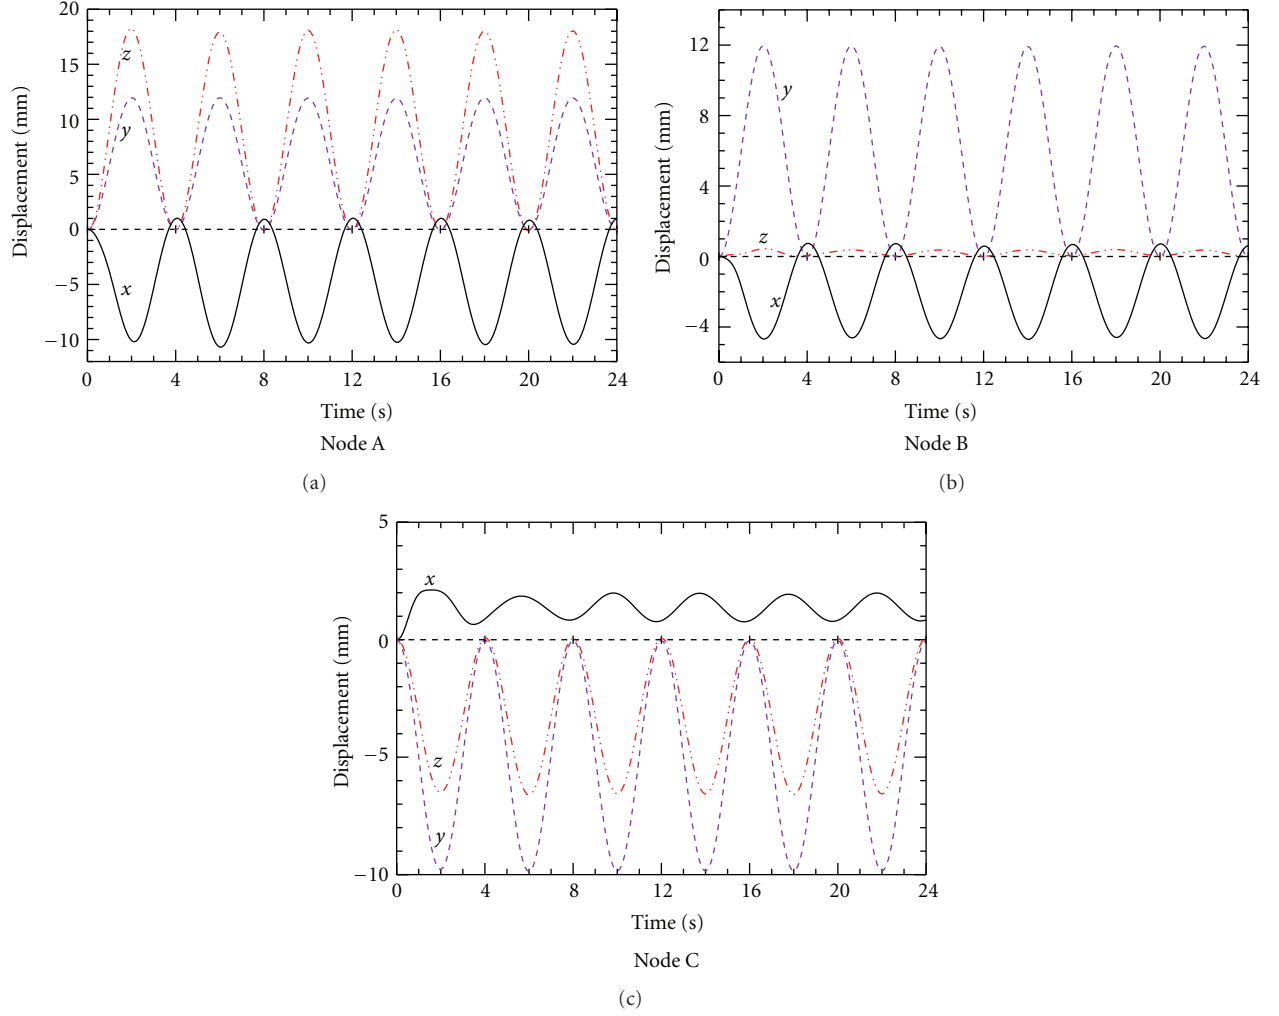 20
15
10
5
0
−5
−10
Displacement (mm)
z
y
x
0 4 8 12 16 20 24
Time (s)
Node A
(a)
12
8
4
0
−4
Displacement (mm)
y
z
x
0 4 8 12 16 20 24
Time (s)
Node B
(b)
5
0
−5
−10
Displacement (mm)
x
z
y
0 4 8 12 16 20 24
Time (s)
Node C
(c)